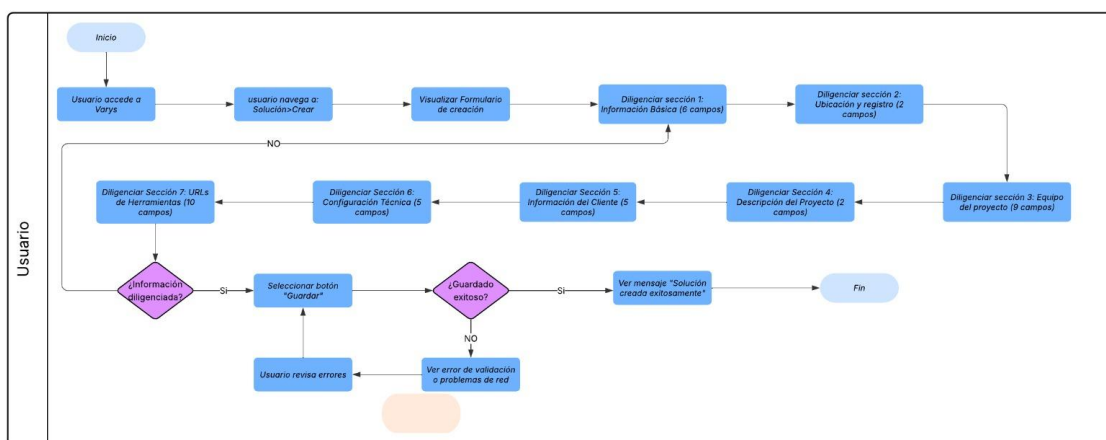 Usuario
Inicio
Usuario accede a
Varys
usuario navega a:
Solución>Crear
Visualizar Formulario
de creación
Diligenciar sección 1:
Información Básica (6 campos)
Diligenciar sección 2:
Ubicación y registro (2
campos)
NO
Diligenciar Sección 7: URLs
de Herramientas (10
campos)
Diligenciar Sección 6:
Configuración Técnica (5
campos)
Diligenciar Sección 5:
Información del Cliente (5
campos)
Diligenciar Sección 4:
Descripción del Proyecto (2
campos)
Diligenciar sección 3: Equipo
del proyecto (9 campos)
¿Información
diligenciada?
Si
Seleccionar botón
"Guardar"
¿Guardado
exitoso?
Si
Ver mensaje "Solución
creada exitosamente"
Fin
NO
Usuario revisa errores
Ver error de validación
o problemas de red